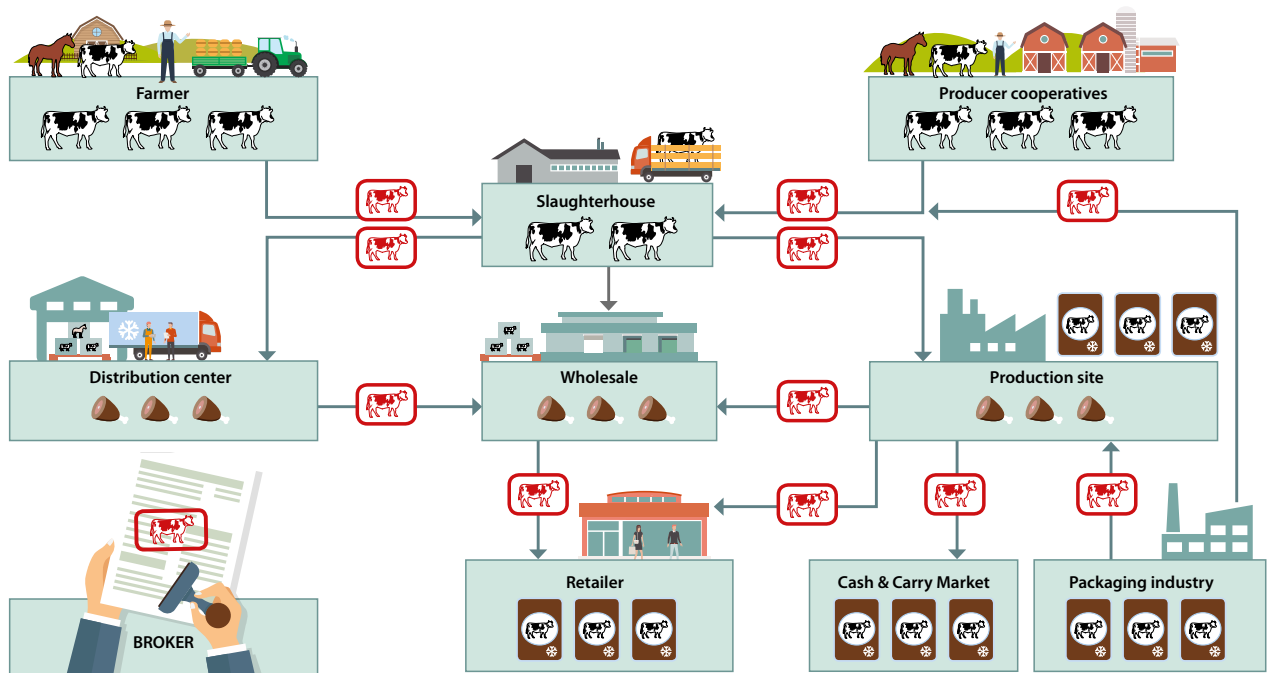 Farmer
Producer cooperatives
Slaughterhouse
Distribution center
Wholesale
Production site
Retailer
Cash & Carry Market
Packaging industry
BROKER